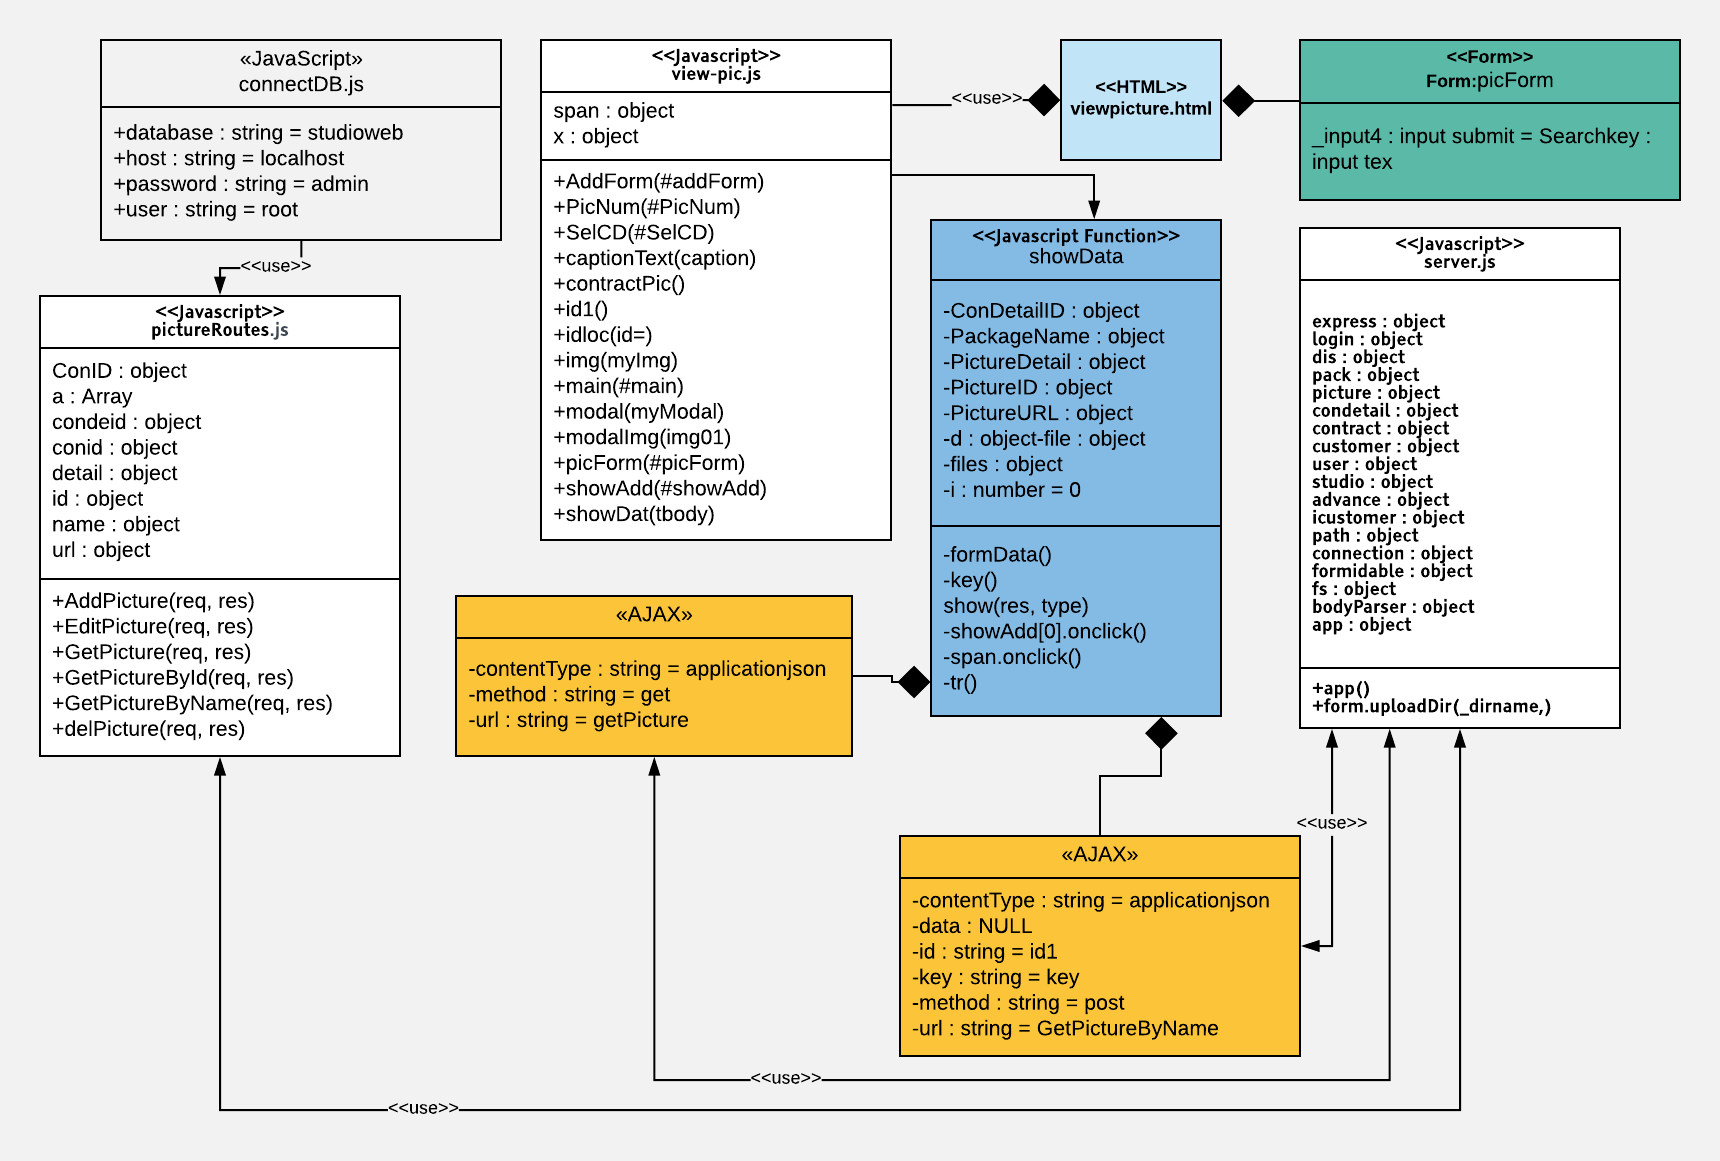 «JavaScript»
connectDB.js
+database : string = studioweb
+host : string = localhost
+password : string = admin
+user : string = root
<<use>>
<<Javascript>>
pictureRoutes.js
ConID : object
a : Array
condeid : object
conid : object
detail : object
id : object
name : object
url : object
+AddPicture(req, res)
+EditPicture(req, res)
+GetPicture(req, res)
+GetPictureById(req, res)
+GetPictureByName(req, res)
+delPicture(req, res)
<<Javascript>>
view-pic.js
span : object
x : object
+AddForm(#addForm)
+PicNum(#PicNum)
+SelCD(#SelCD)
+captionText(caption)
+contractPic()
+id1()
+idloc(id=)
+img(myImg)
+main(#main)
+modal(myModal)
+modalImg(img01)
+picForm(#picForm)
+showAdd(#showAdd)
+showDat(tbody)
<<use>>
<<HTML>>
viewpicture.html
<<Form>>
Form:picForm
_input4 : input submit = Searchkey :
input tex
<<Javascript Function>>
showData
-ConDetailID : object
-PackageName : object
-PictureDetail : object
-PictureID : object
-PictureURL : object
-d : object-file : object
-files : object
-i : number = 0
-formData()
-key()
show(res, type)
-showAdd[0].onclick()
-span.onclick()
-tr()
<<Javascript>>
server.js
express : object
login : object
dis : object
pack : object
picture : object
condetail : object
contract : object
customer : object
user : object
studio : object
advance : object
icustomer : object
path : object
connection : object
formidable : object
fs : object
bodyParser : object
app : object
+app()
+form.uploadDir(_dirname,)
«AJAX»
-contentType : string = applicationjson
-method : string = get
-url : string = getPicture
<<use>>
«AJAX»
-contentType : string = applicationjson
-data : NULL
-id : string = id1
-key : string = key
-method : string = post
-url : string = GetPictureByName
<<use>>
<<use>>